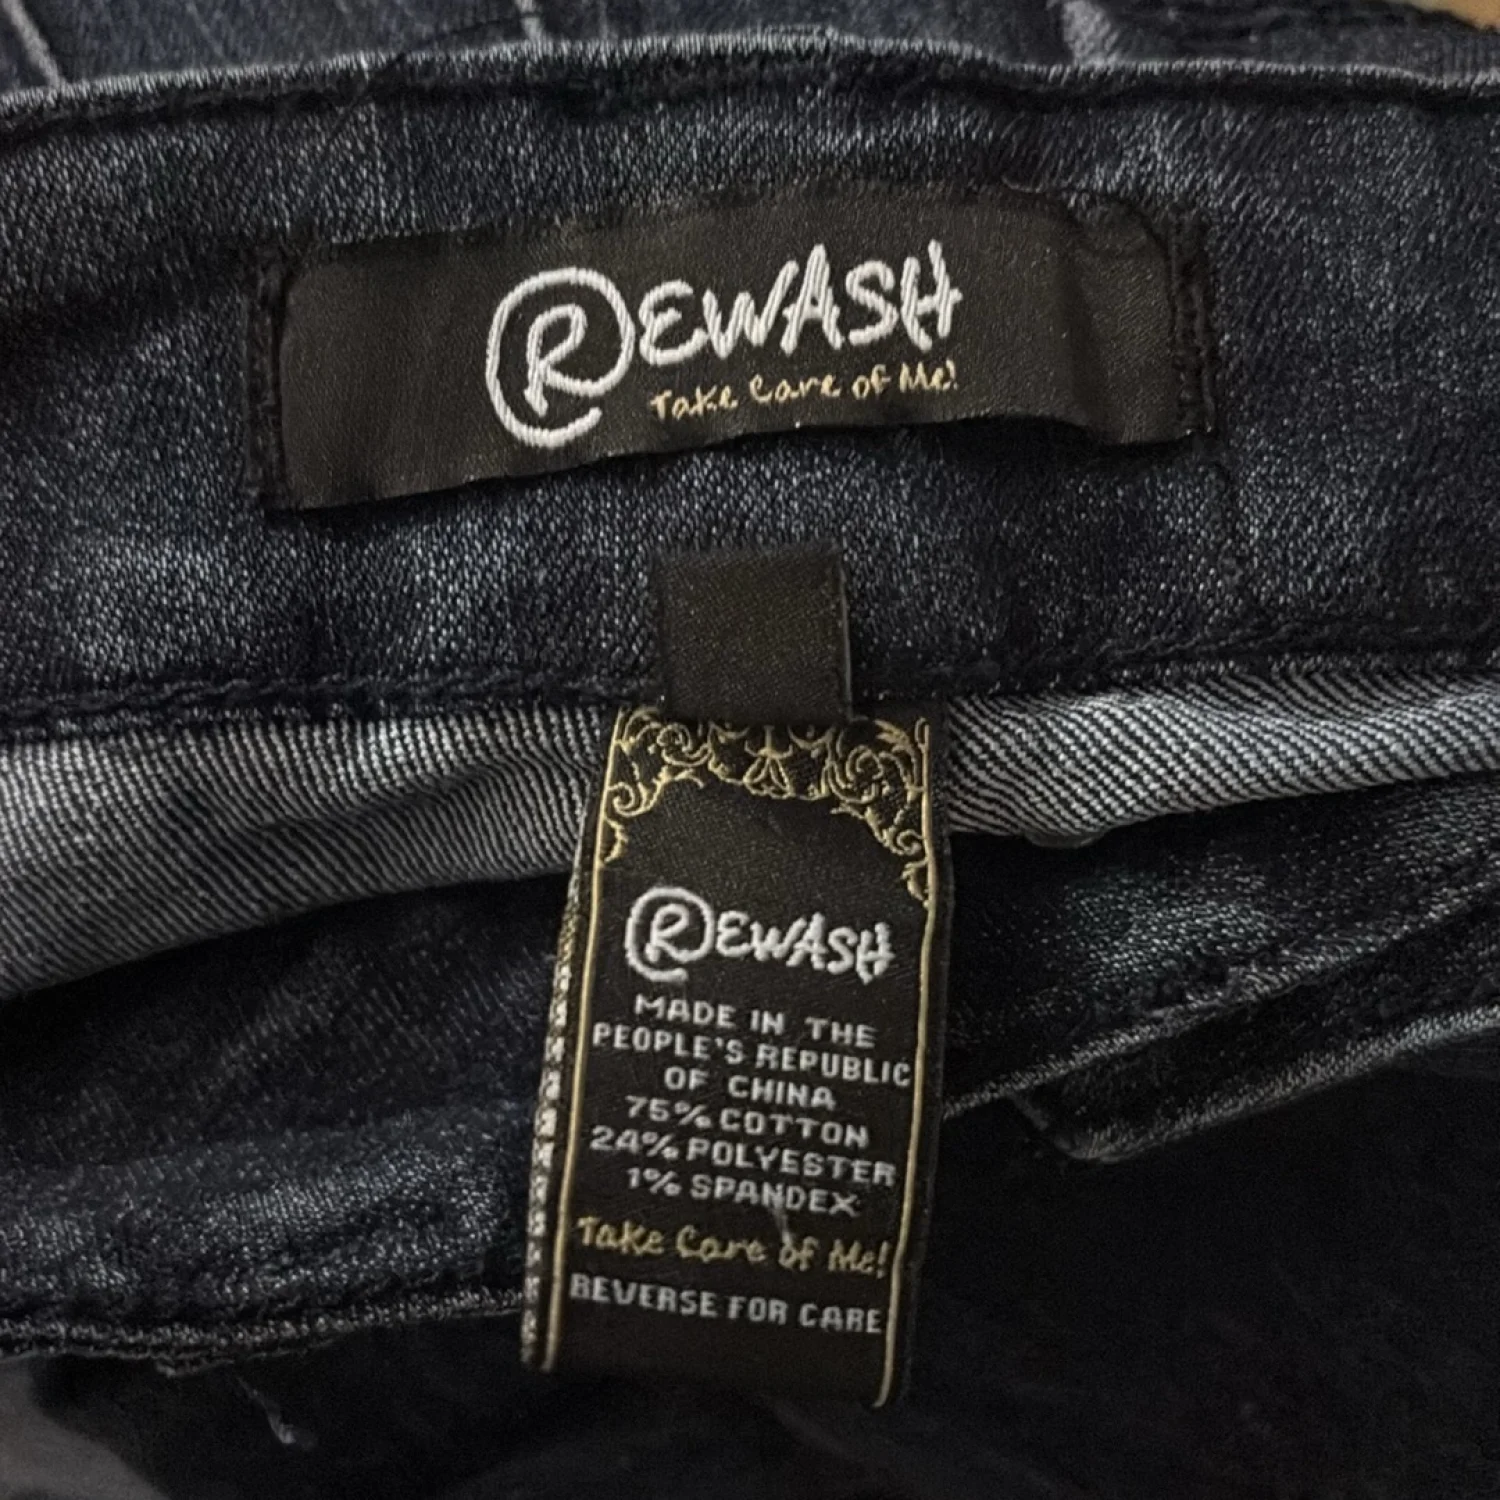 REWASH
Take Care of Me!
REWASH
MADE IN THE
PEOPLE'S REPUBLIC
OF CHINA
75% COTTON
24% POLYESTER
1% SPANDEX
Take Care of Me!
REVERSE FOR CARE